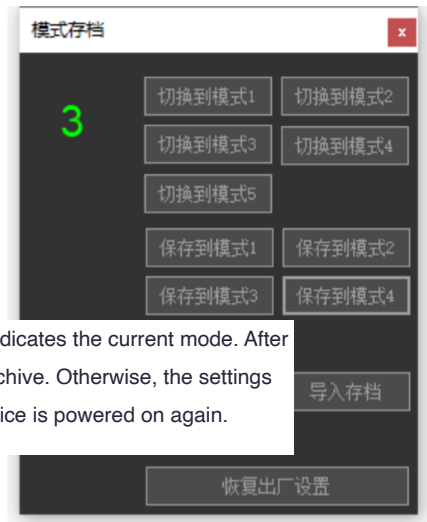 模式存档
x
3
切换到模式1 切换到模式2
切换到模式3 切换到模式4
切换到模式5
保存到模式1 保存到模式2
保存到模式3 保存到模式4
dicates the current mode. After
chive. Otherwise, the settings
ice is powered on again.
导入存档
恢复出厂设置